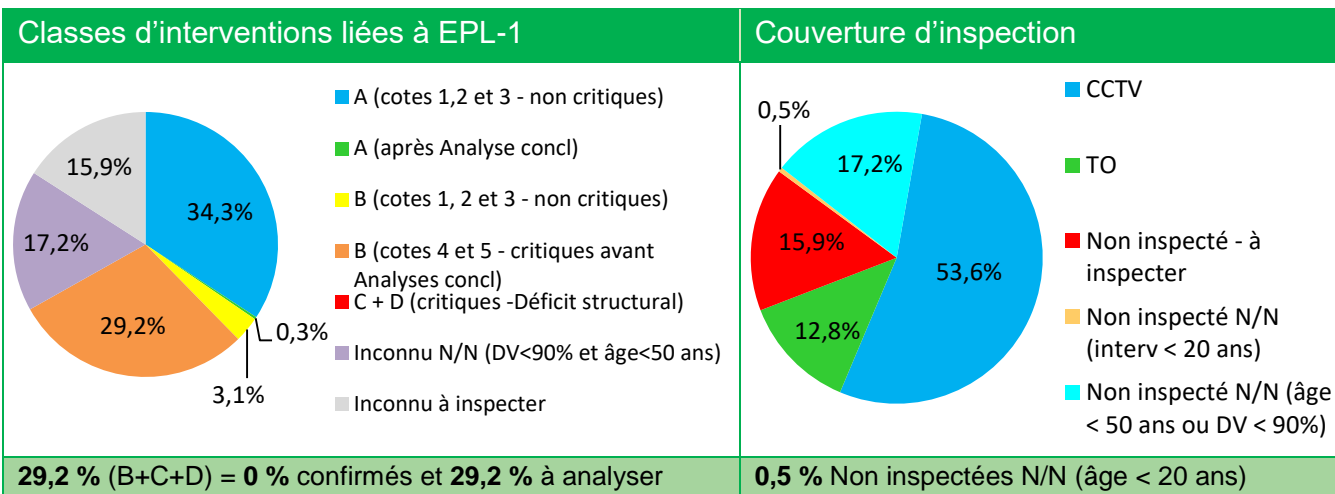 Classes d’interventions liées à EPL-1
34,3%
0,3%
3,1%
29,2%
17,2%
15,9%
A (cotes 1,2 et 3 - non critiques)
A (après Analyse concl)
B (cotes 1, 2 et 3 - non critiques)
B (cotes 4 et 5 - critiques avant
Analyses concl)
C + D (critiques -Déficit structural)
Inconnu N/N (DV<90% et âge<50 ans)
Inconnu à inspecter
29,2 % (B+C+D) = 0 % confirmés et 29,2 % à analyser
Couverture d’inspection
53,6%
12,8%
15,9%
0,5%
17,2%
CCTV
TO
Non inspecté - à
inspecter
Non inspecté N/N
(interv < 20 ans)
Non inspecté N/N (âge
< 50 ans ou DV < 90%)
0,5 % Non inspectées N/N (âge < 20 ans)